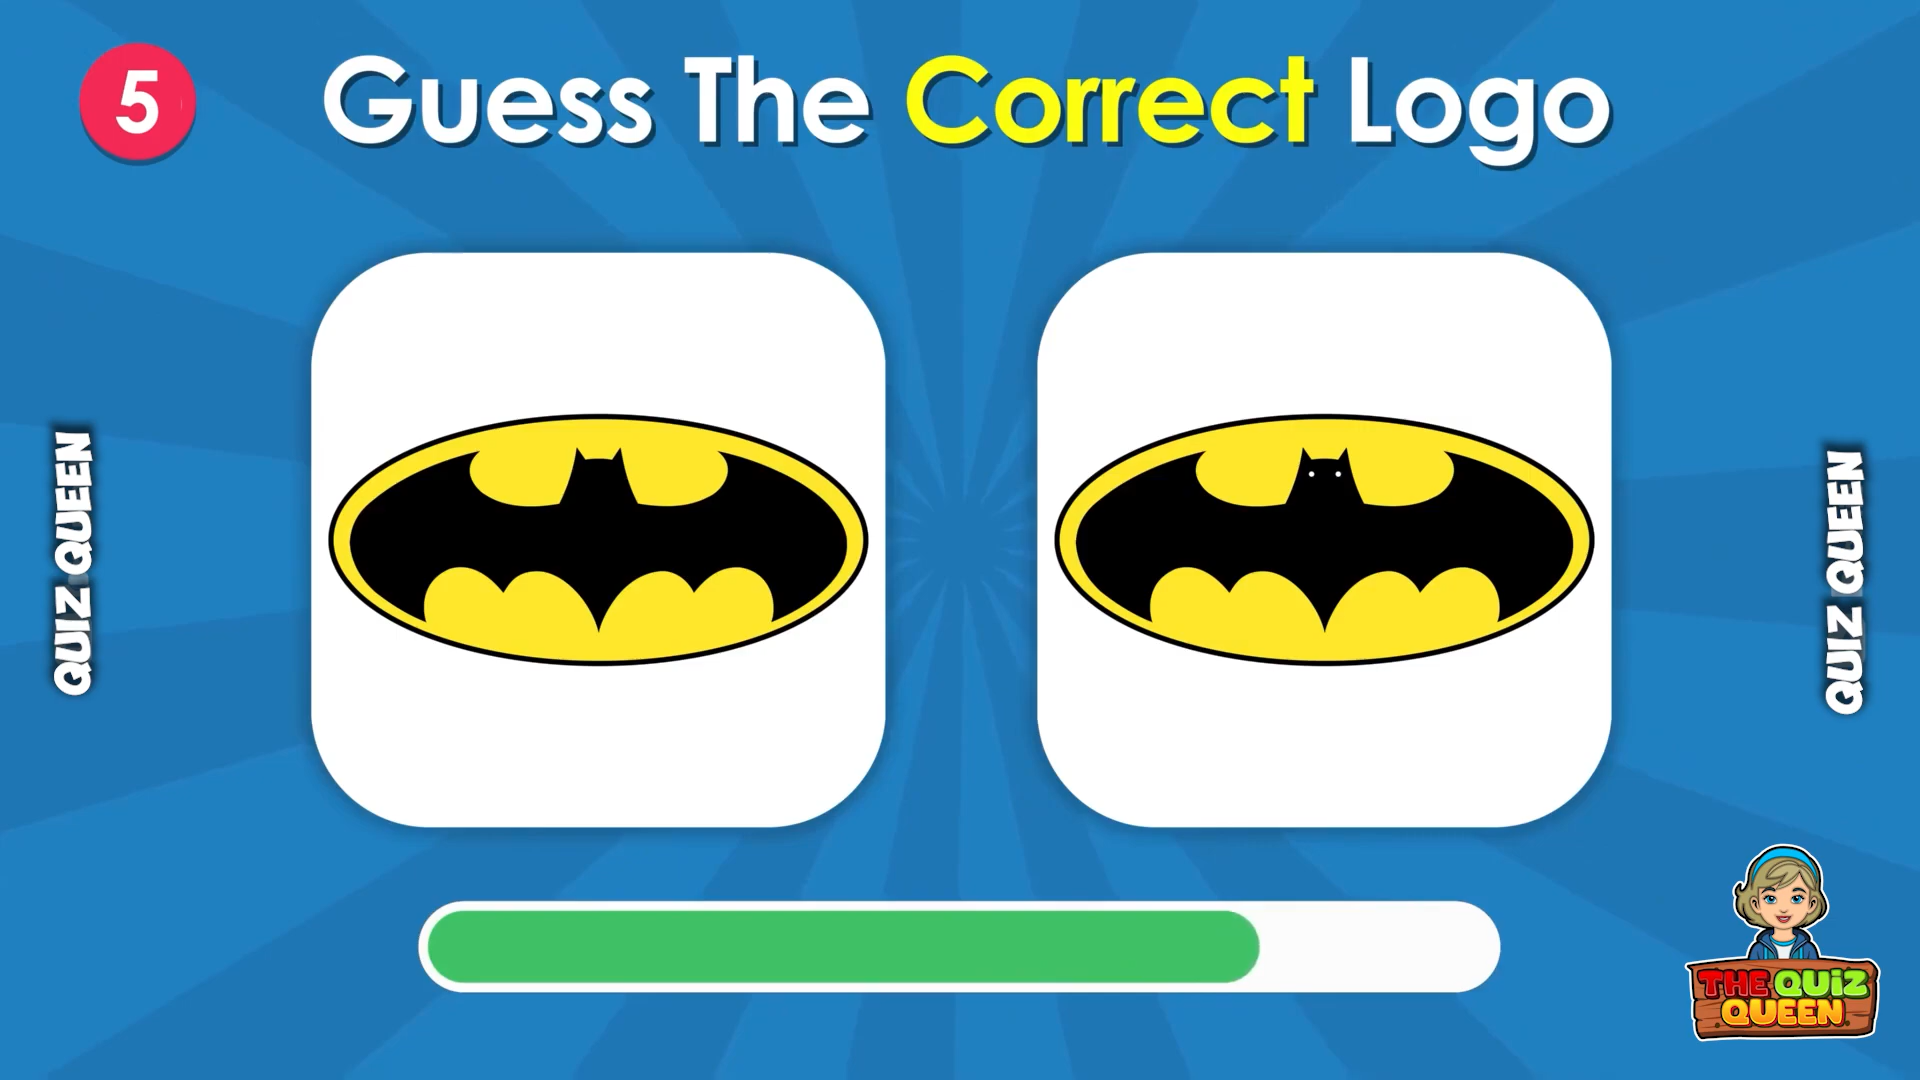 5
Guess The Correct Logo
QUIZ QUEEN
QUIZ QUEEN
THE QUiZ
QUEEN